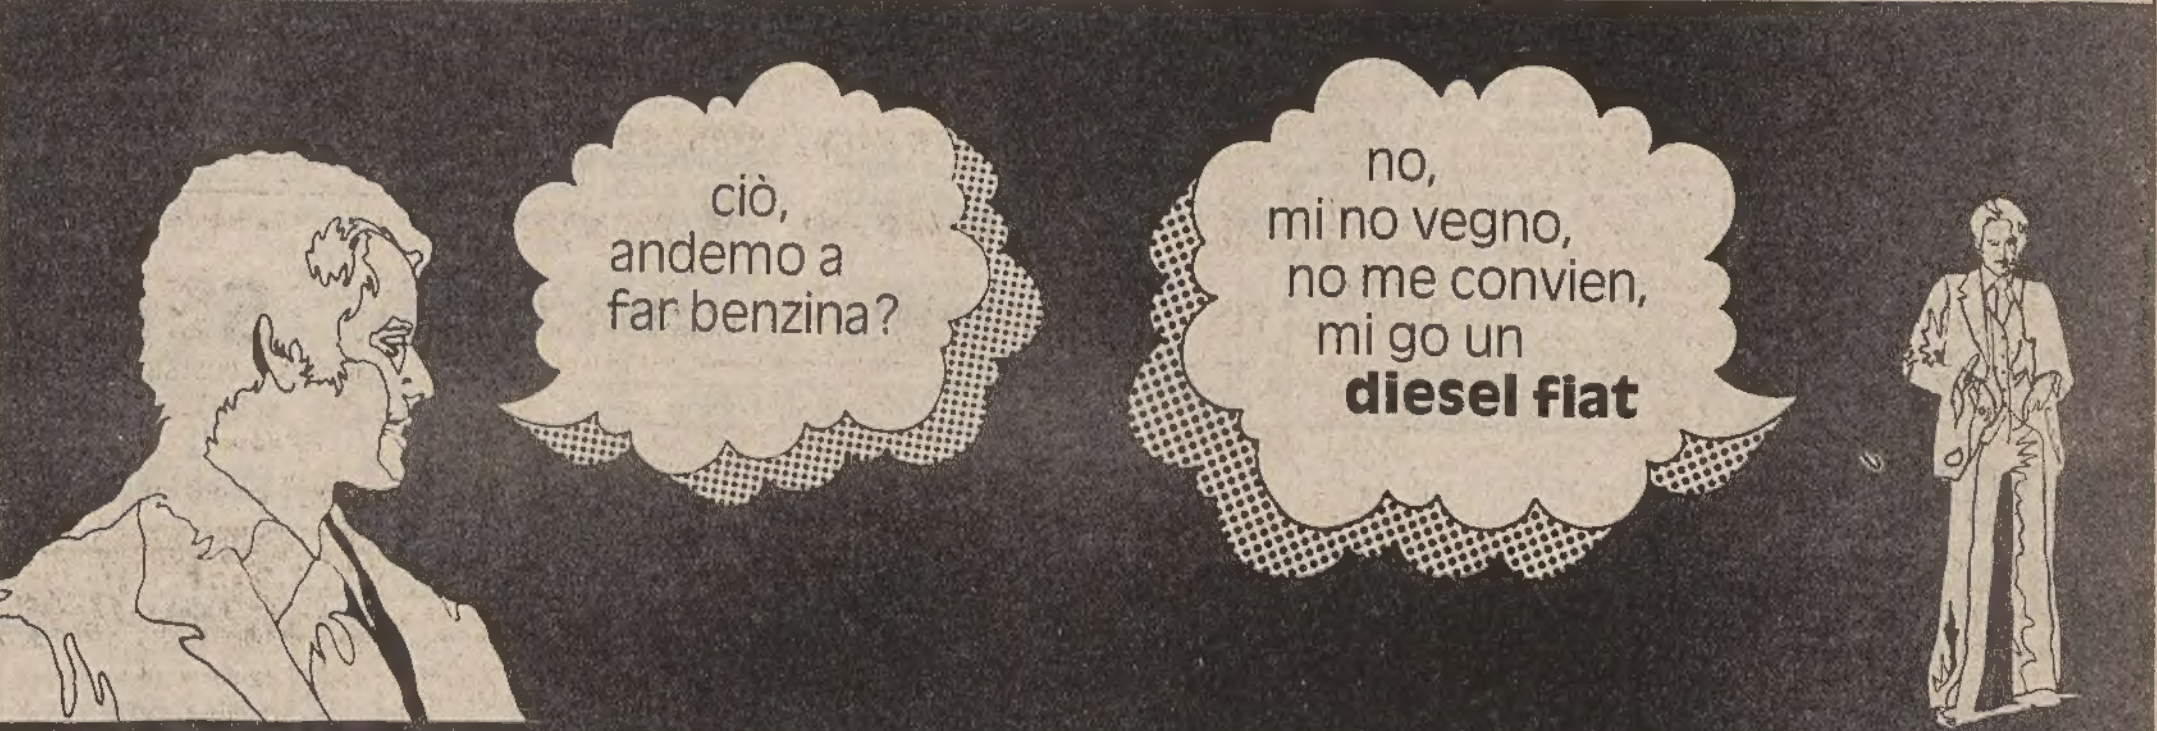 ciò,
andemo a
far benzina?
no,
mi no vegno,
no me convien,
mi go un
diesel fiat